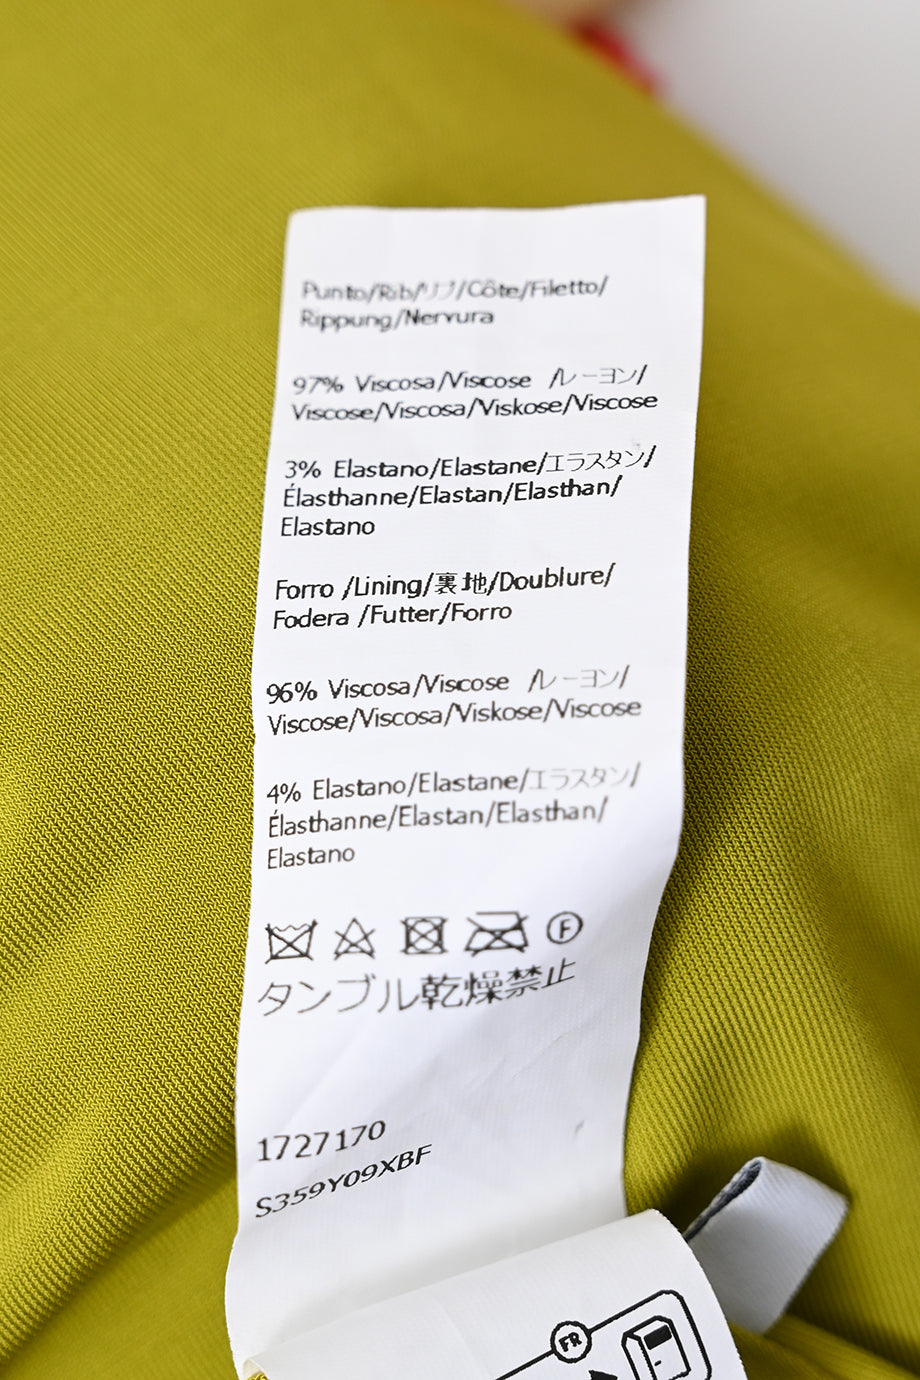 Punto/Rib/リブ/Côte/Filetto/
Rippung/Nervura
97% Viscosa/Viscose /レーヨン/
Viscose/Viscosa/Viskose/Viscose
3% Elastano/Elastane/エラスタン/
Élasthanne/Elastan/Elasthan/
Elastano
Forro /Lining/裏地/Doublure/
Fodera /Futter/Forro
96% Viscosa/Viscose /レーヨン/
Viscose/Viscosa/Viskose/Viscose
4% Elastano/Elastane/エラスタン/
Élasthanne/Elastan/Elasthan/
Elastano
F
タンブル乾燥禁止
1727170
S359Y09XBF
FR